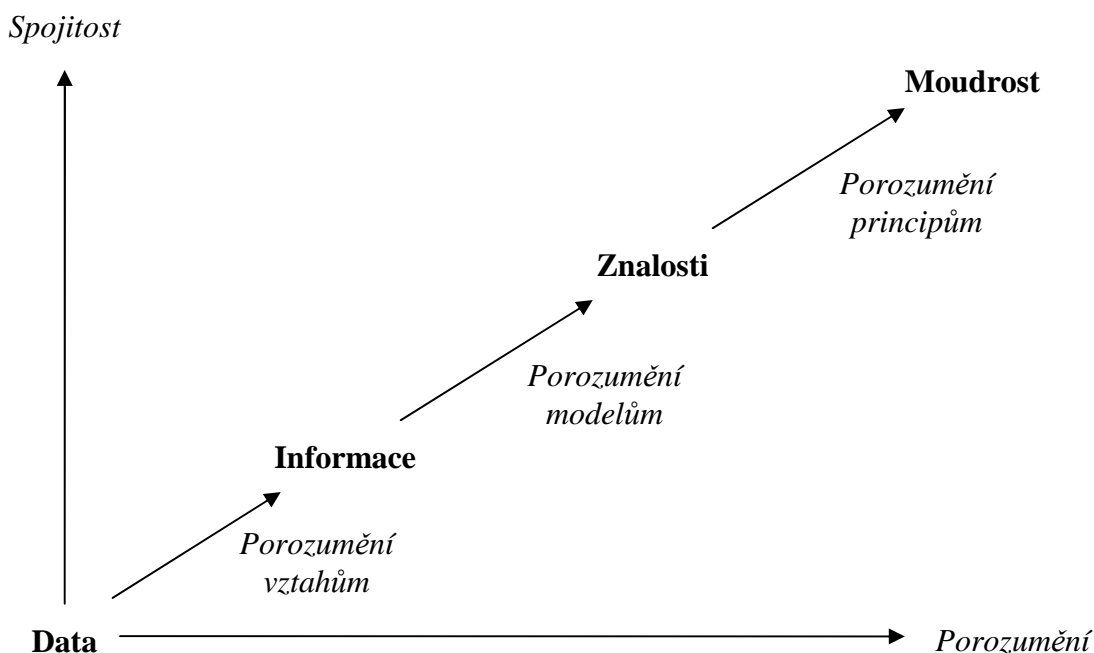 Spojitost
Moudrost
Porozumění
principům
Znalosti
Porozumění
modelům
Informace
Porozumění
vztahům
Data
Porozumění